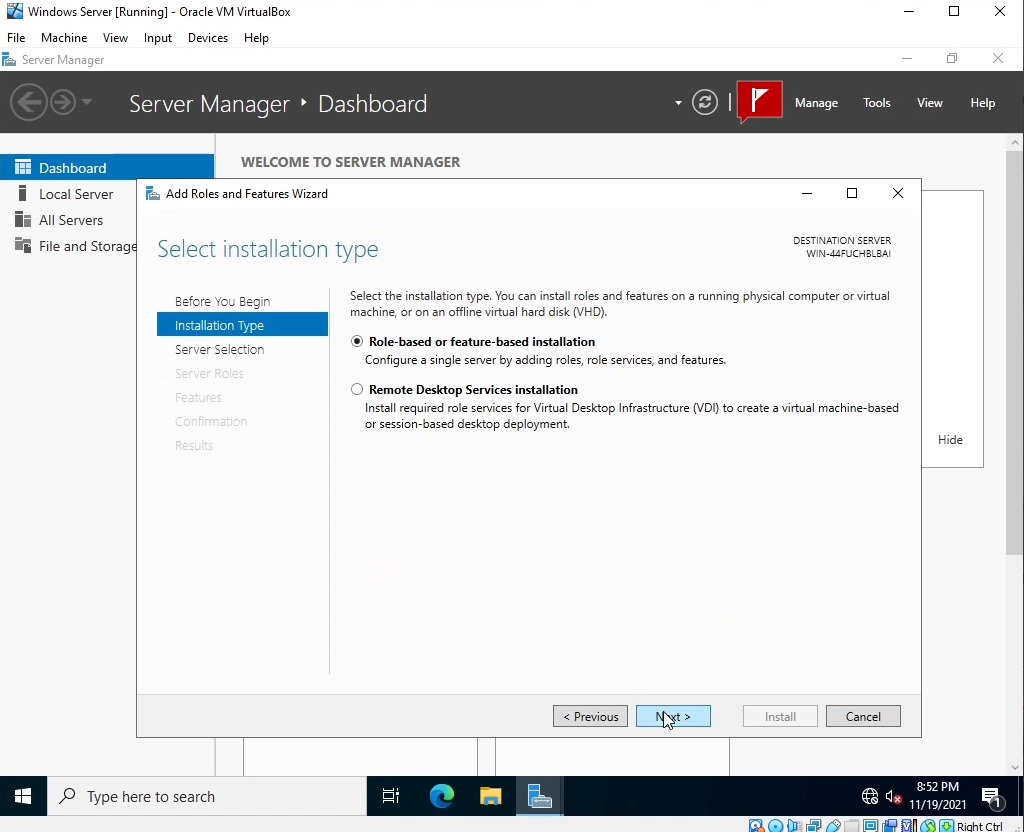 Windows Server [Running] - Oracle VM VirtualBox
File Machine View Input Devices Help
Server Manager
Server Manager ‣ Dashboard
Manage Tools View Help
Dashboard
WELCOME TO SERVER MANAGER
Local Server
All Servers
File and Storage
Add Roles and Features Wizard
Select installation type
DESTINATION SERVER
WIN-44FUCHBLBAI
Before You Begin
Installation Type
Server Selection
Server Roles
Features
Confirmation
Results
Select the installation type. You can install roles and features on a running physical computer or virtual
machine, or on an offline virtual hard disk (VHD).
Role-based or feature-based installation
Configure a single server by adding roles, role services, and features.
Remote Desktop Services installation
Install required role services for Virtual Desktop Infrastructure (VDI) to create a virtual machine-based
or session-based desktop deployment.
Hide
< Previous Next > Install Cancel
Type here to search
8:52 PM
11/19/2021
1
Right Ctrl